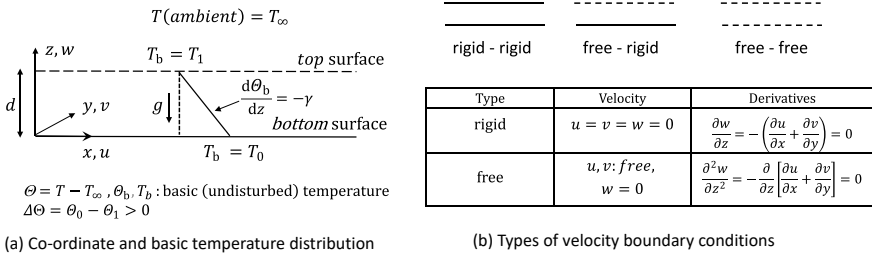 T(ambient) = T∞
z, w
T_b = T_1
top surface
d
y, v
g
dΘ_b/dz = −γ
bottom surface
x, u
T_b = T_0
Θ = T − T∞ , Θ_b, T_b : basic (undisturbed) temperature
ΔΘ = Θ_0 − Θ_1 > 0
(a) Co-ordinate and basic temperature distribution
rigid - rigid free - rigid free - free
Type Velocity Derivatives
rigid u = v = w = 0 ∂w/∂z = −(∂u/∂x + ∂v/∂y) = 0
free u, v: free, w = 0 ∂²w/∂z² = −∂/∂z[∂u/∂x + ∂v/∂y] = 0
(b) Types of velocity boundary conditions